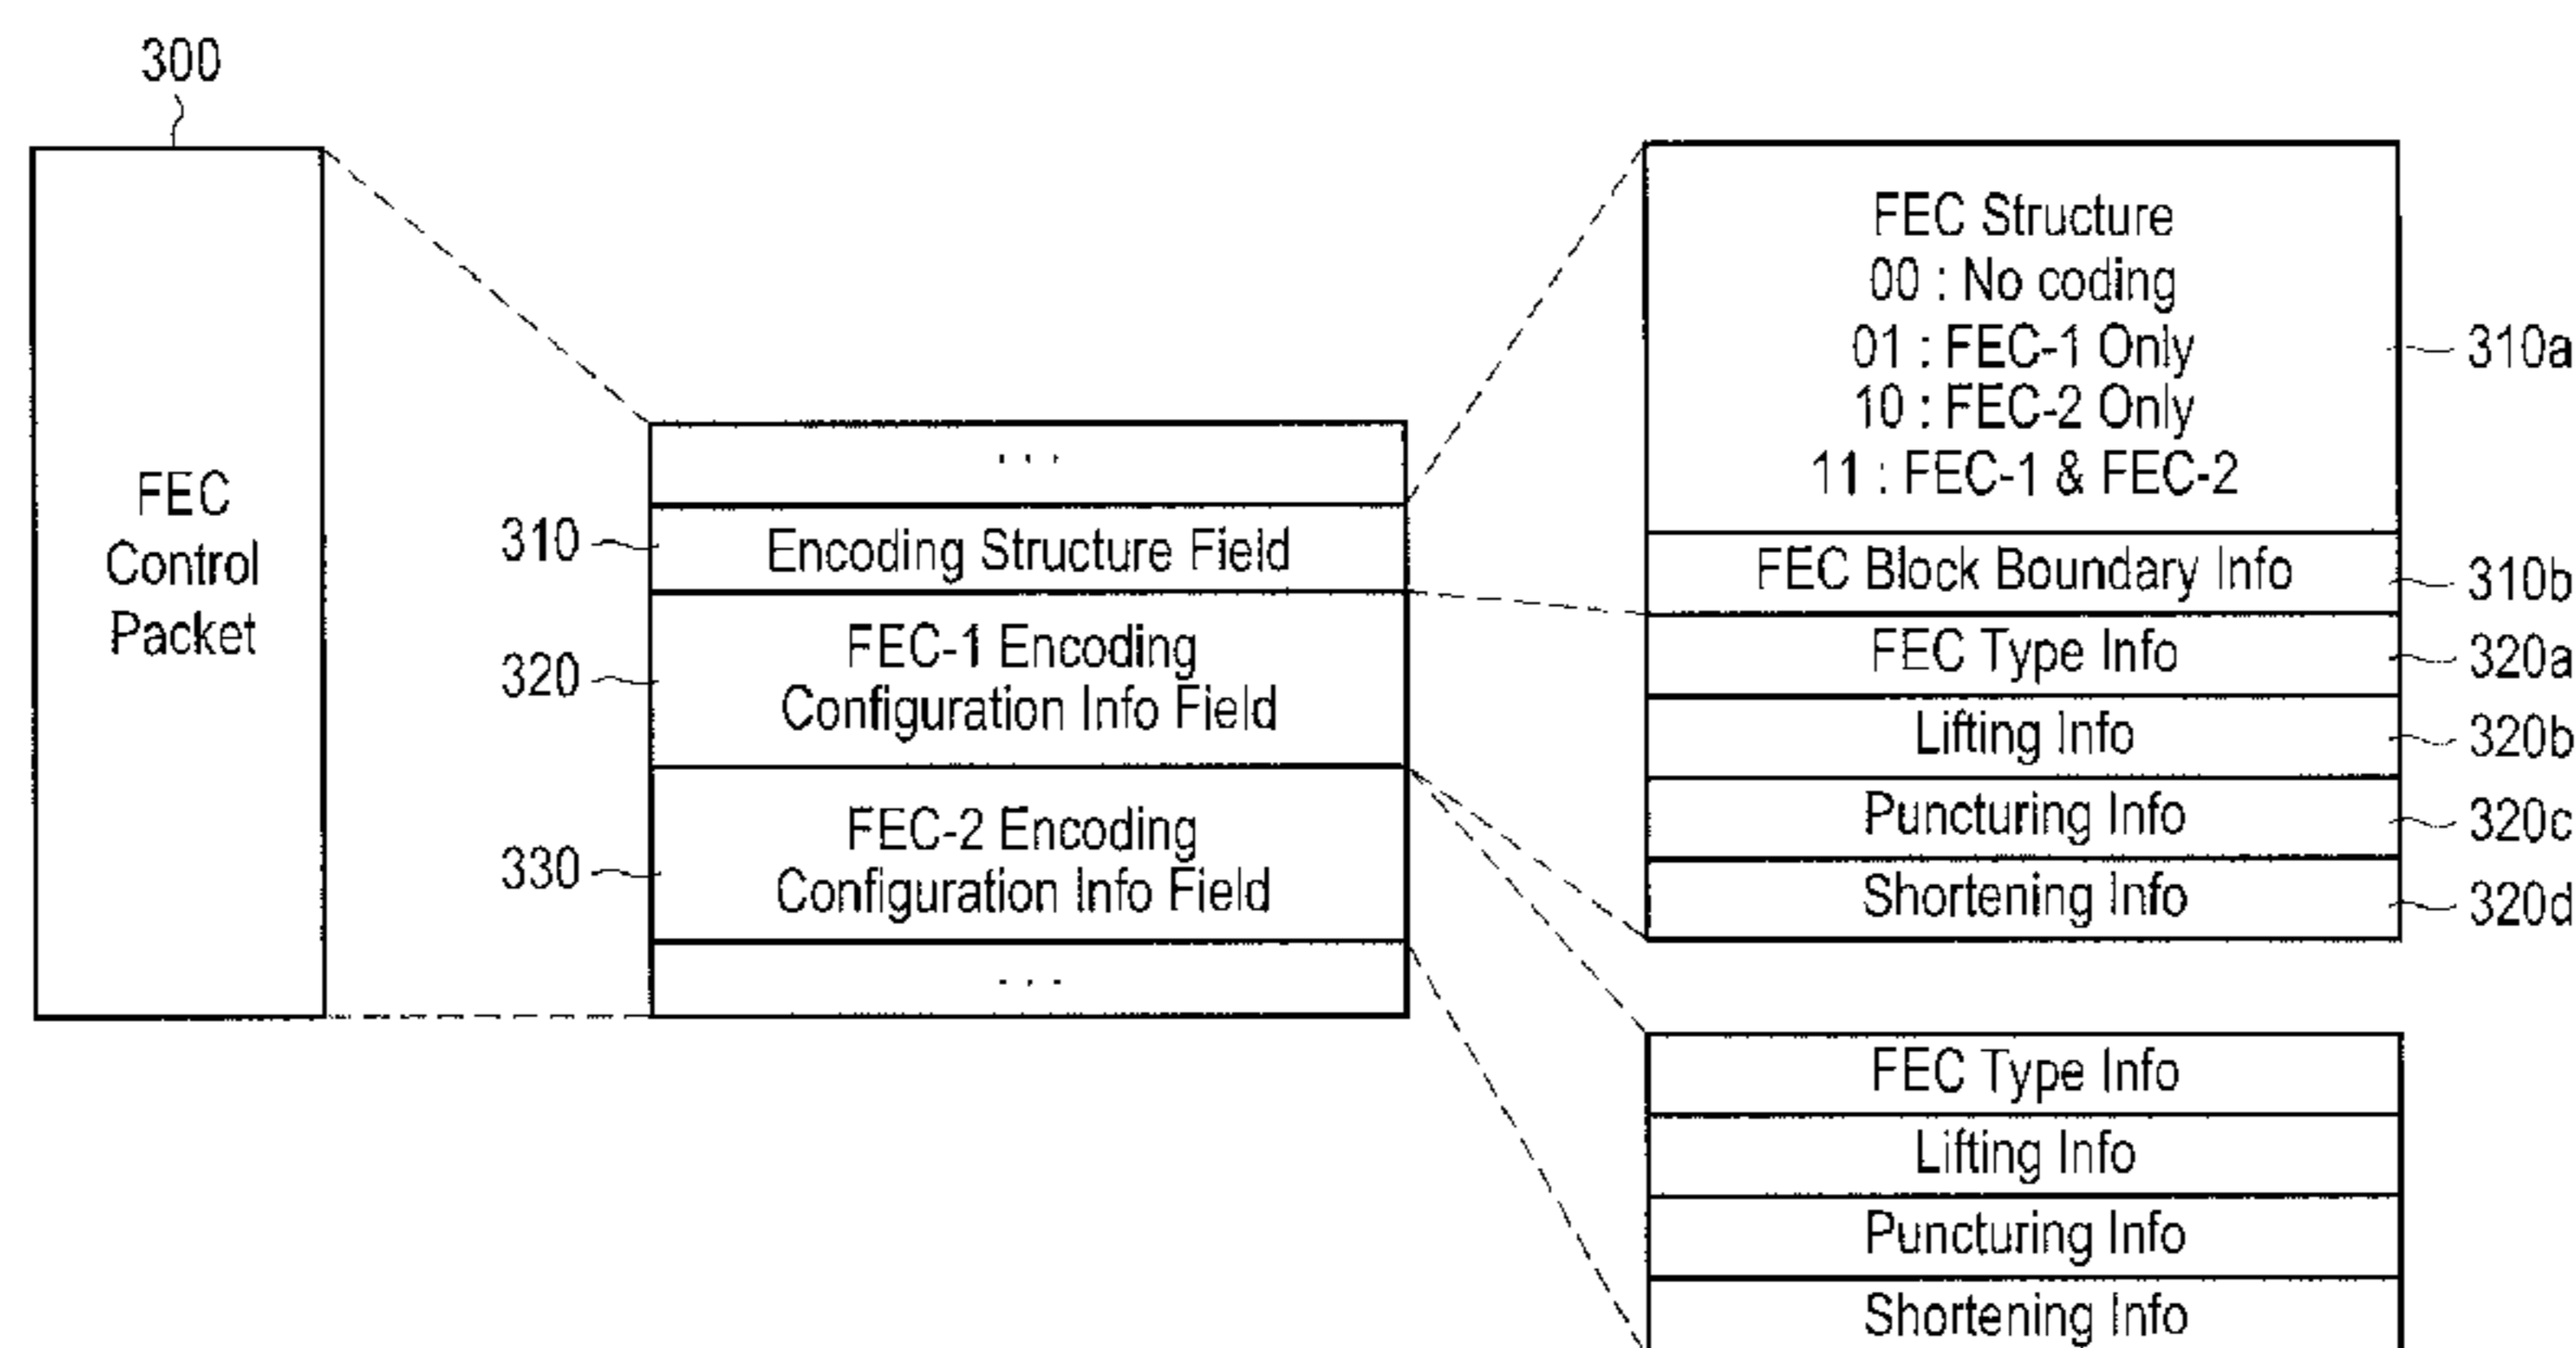 300
FEC
Control
Packet
...
310
Encoding Structure Field
320
FEC-1 Encoding
Configuration Info Field
330
FEC-2 Encoding
Configuration Info Field
...
FEC Structure
00 : No coding
01 : FEC-1 Only
10 : FEC-2 Only
11 : FEC-1 & FEC-2
310a
FEC Block Boundary Info
310b
FEC Type Info
320a
Lifting Info
320b
Puncturing Info
320c
Shortening Info
320d
FEC Type Info
Lifting Info
Puncturing Info
Shortening Info